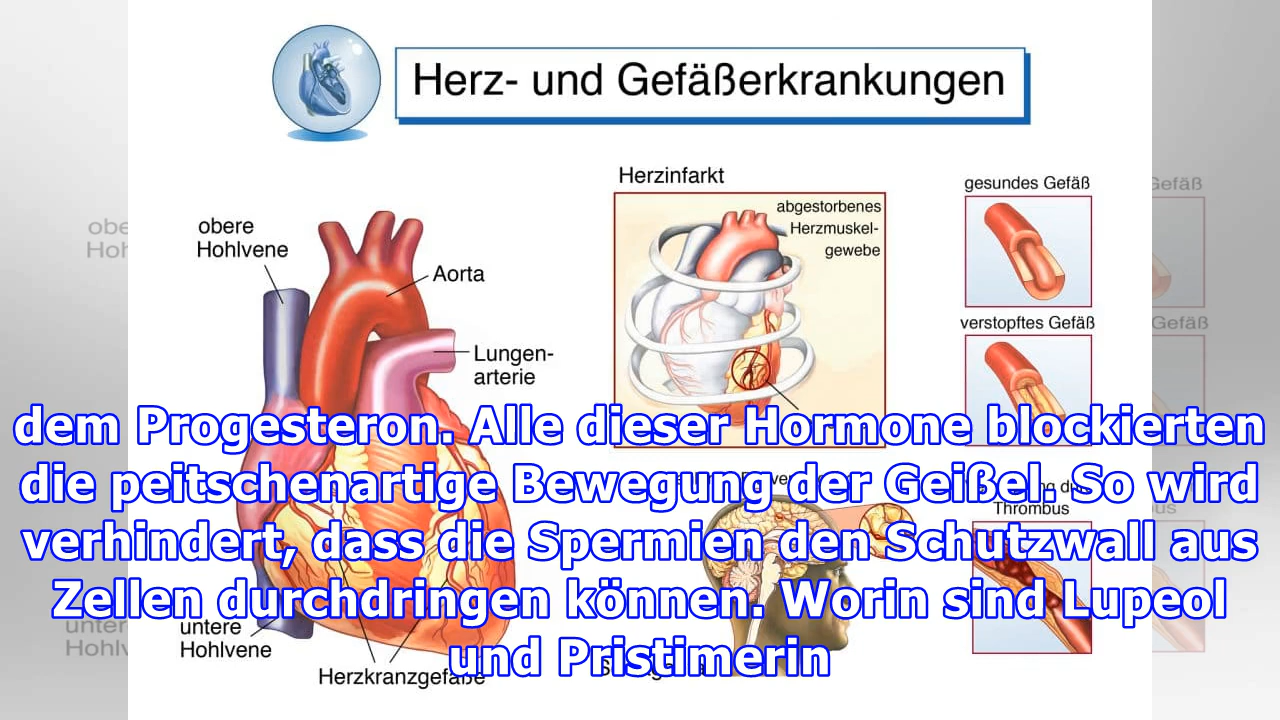 Herz- und Gefäßerkrankungen
Herzinfarkt
abgestorbenes
Herzmuskel-
gewebe
gesundes Gefäß
verstopftes Gefäß
obere
Hohlvene
Aorta
Lungen-
arterie
Thrombus
untere
Hohlvene
Herzkranzgefäße
dem Progesteron. Alle dieser Hormone blockierten
die peitschenartige Bewegung der Geißel. So wird
verhindert, dass die Spermien den Schutzwall aus
Zellen durchdringen können. Worin sind Lupeol
und Pristimerin